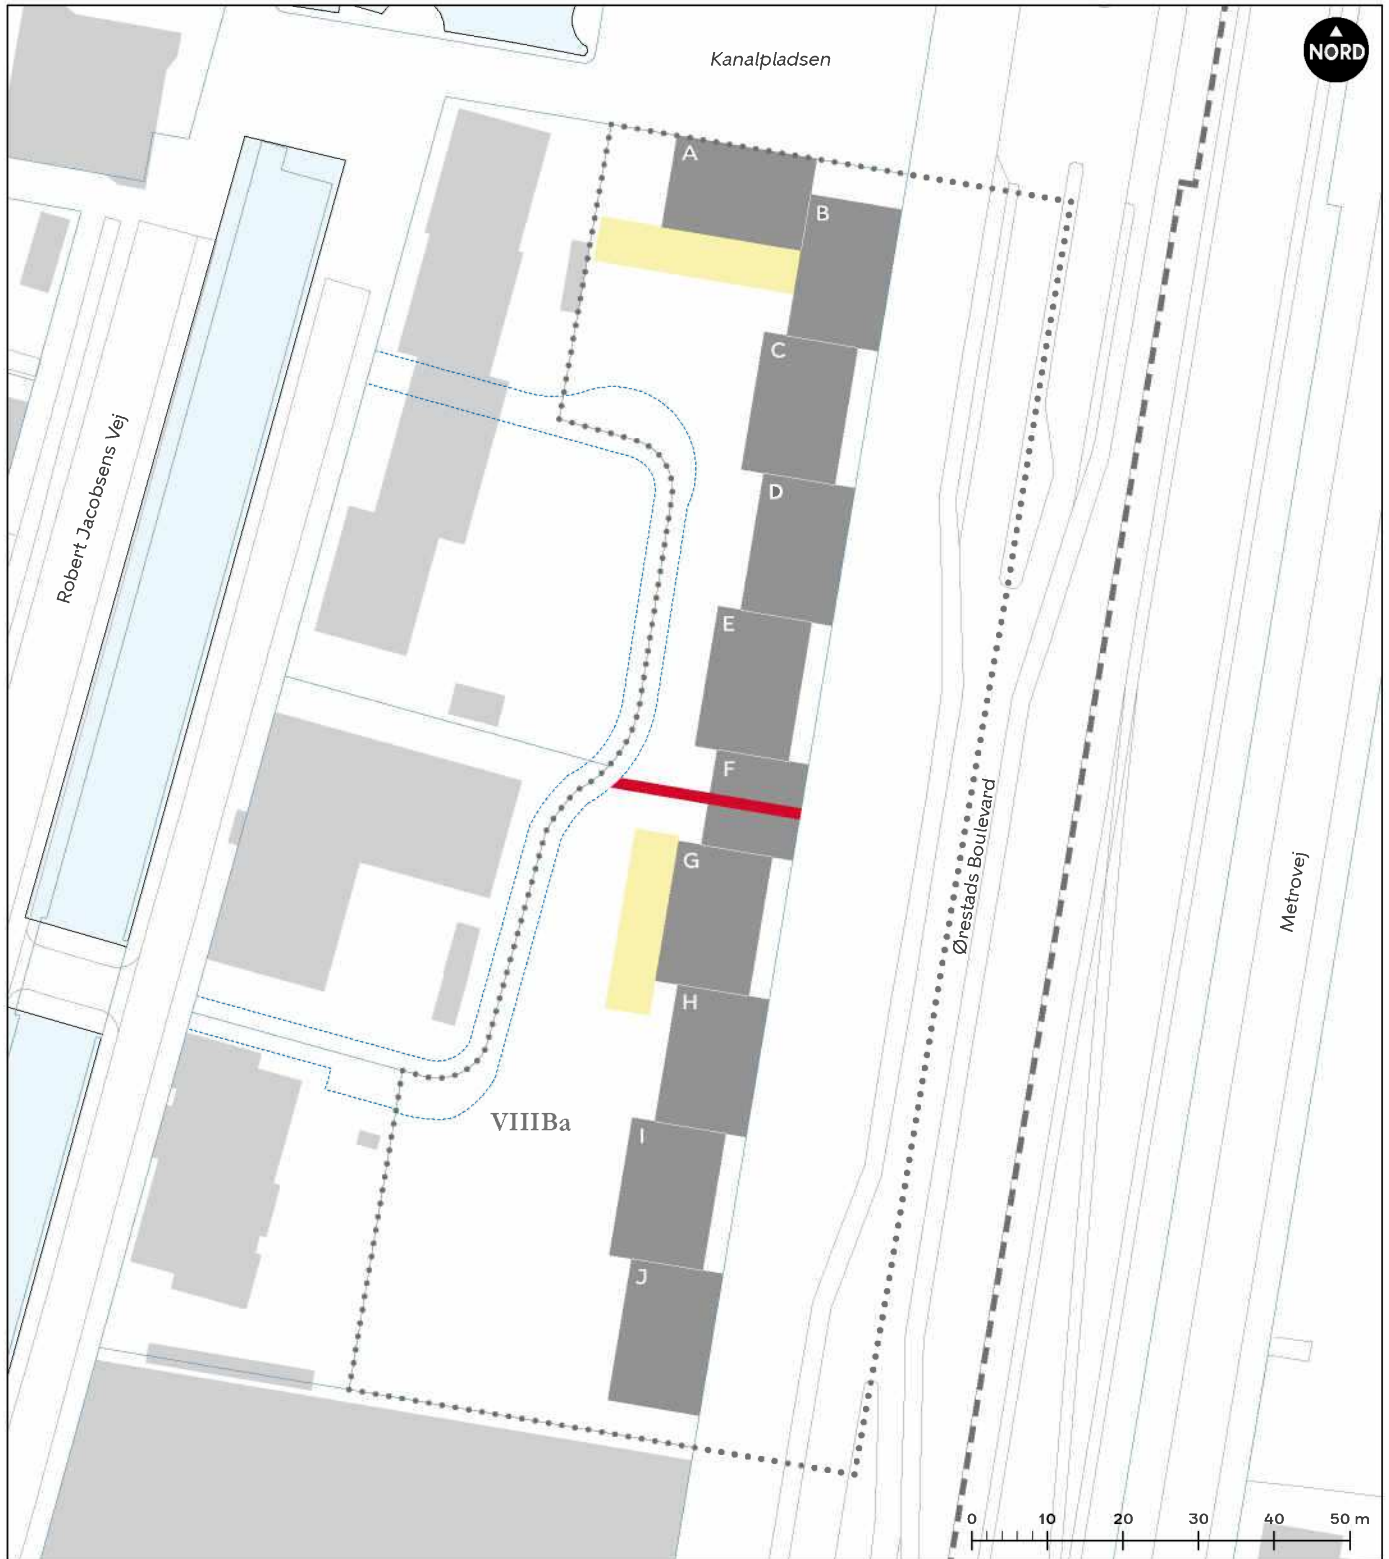 Kanalpladsen
NORD
A
B
C
D
E
Robert Jacobsens Vej
F
Ørestads Boulevard
G
Metrovej
H
VIIIBa
I
J
0 10 20 30 40 50 m